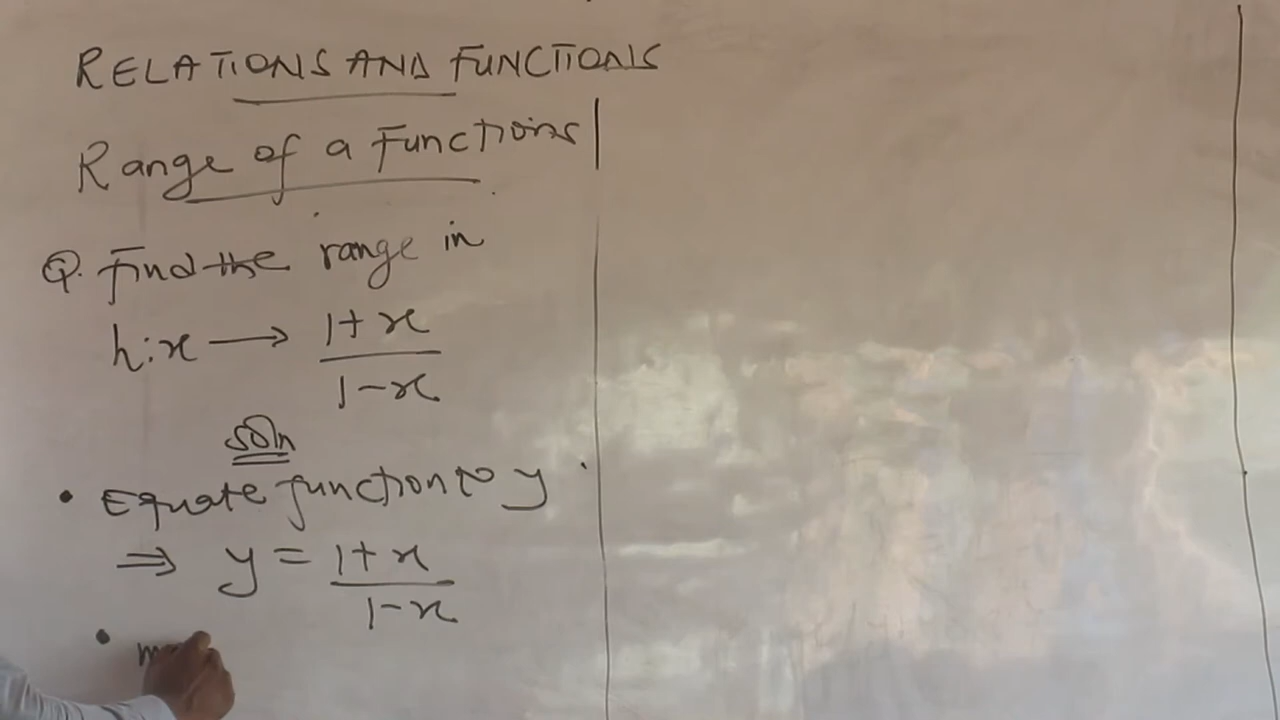 RELATIONS AND FUNCTIONS
Range of a Functions
Q. Find the range in
h:x → 1+x
1-x
soln
• Equate function to y
⇒ y = 1+x
1-x
•